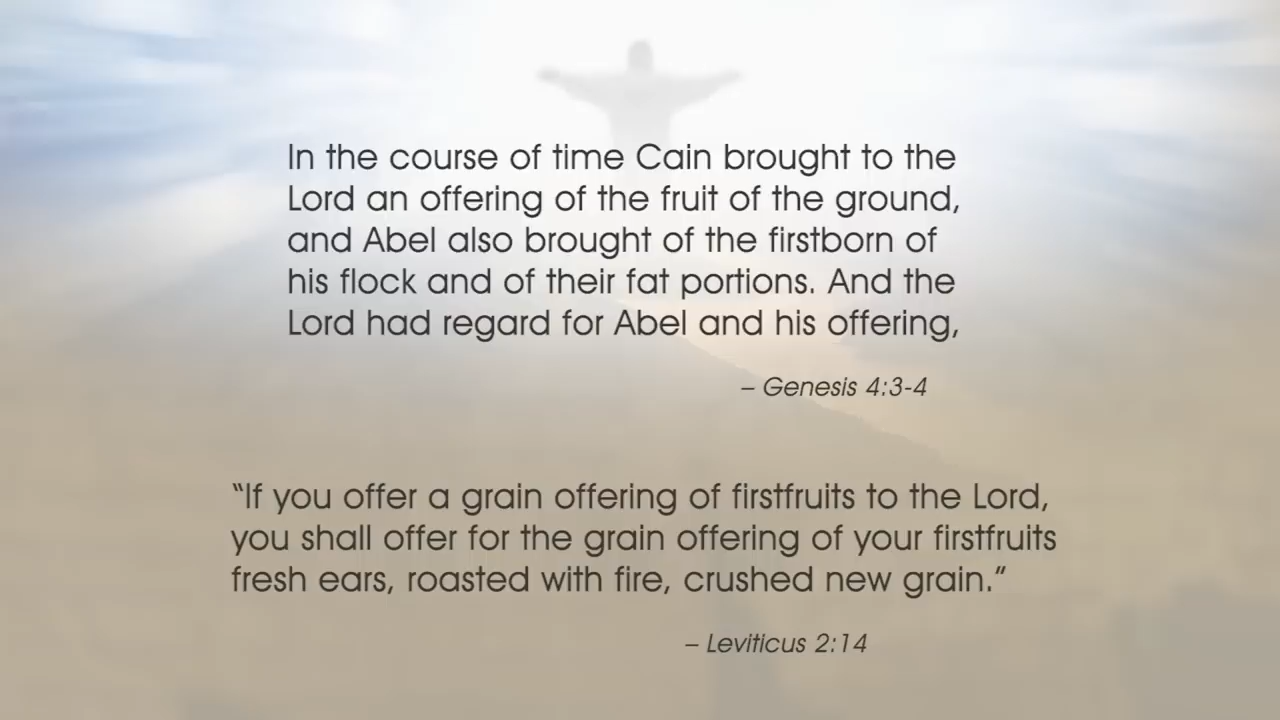 In the course of time Cain brought to the
Lord an offering of the fruit of the ground,
and Abel also brought of the firstborn of
his flock and of their fat portions. And the
Lord had regard for Abel and his offering,
– Genesis 4:3-4
“If you offer a grain offering of firstfruits to the Lord,
you shall offer for the grain offering of your firstfruits
fresh ears, roasted with fire, crushed new grain.”
– Leviticus 2:14